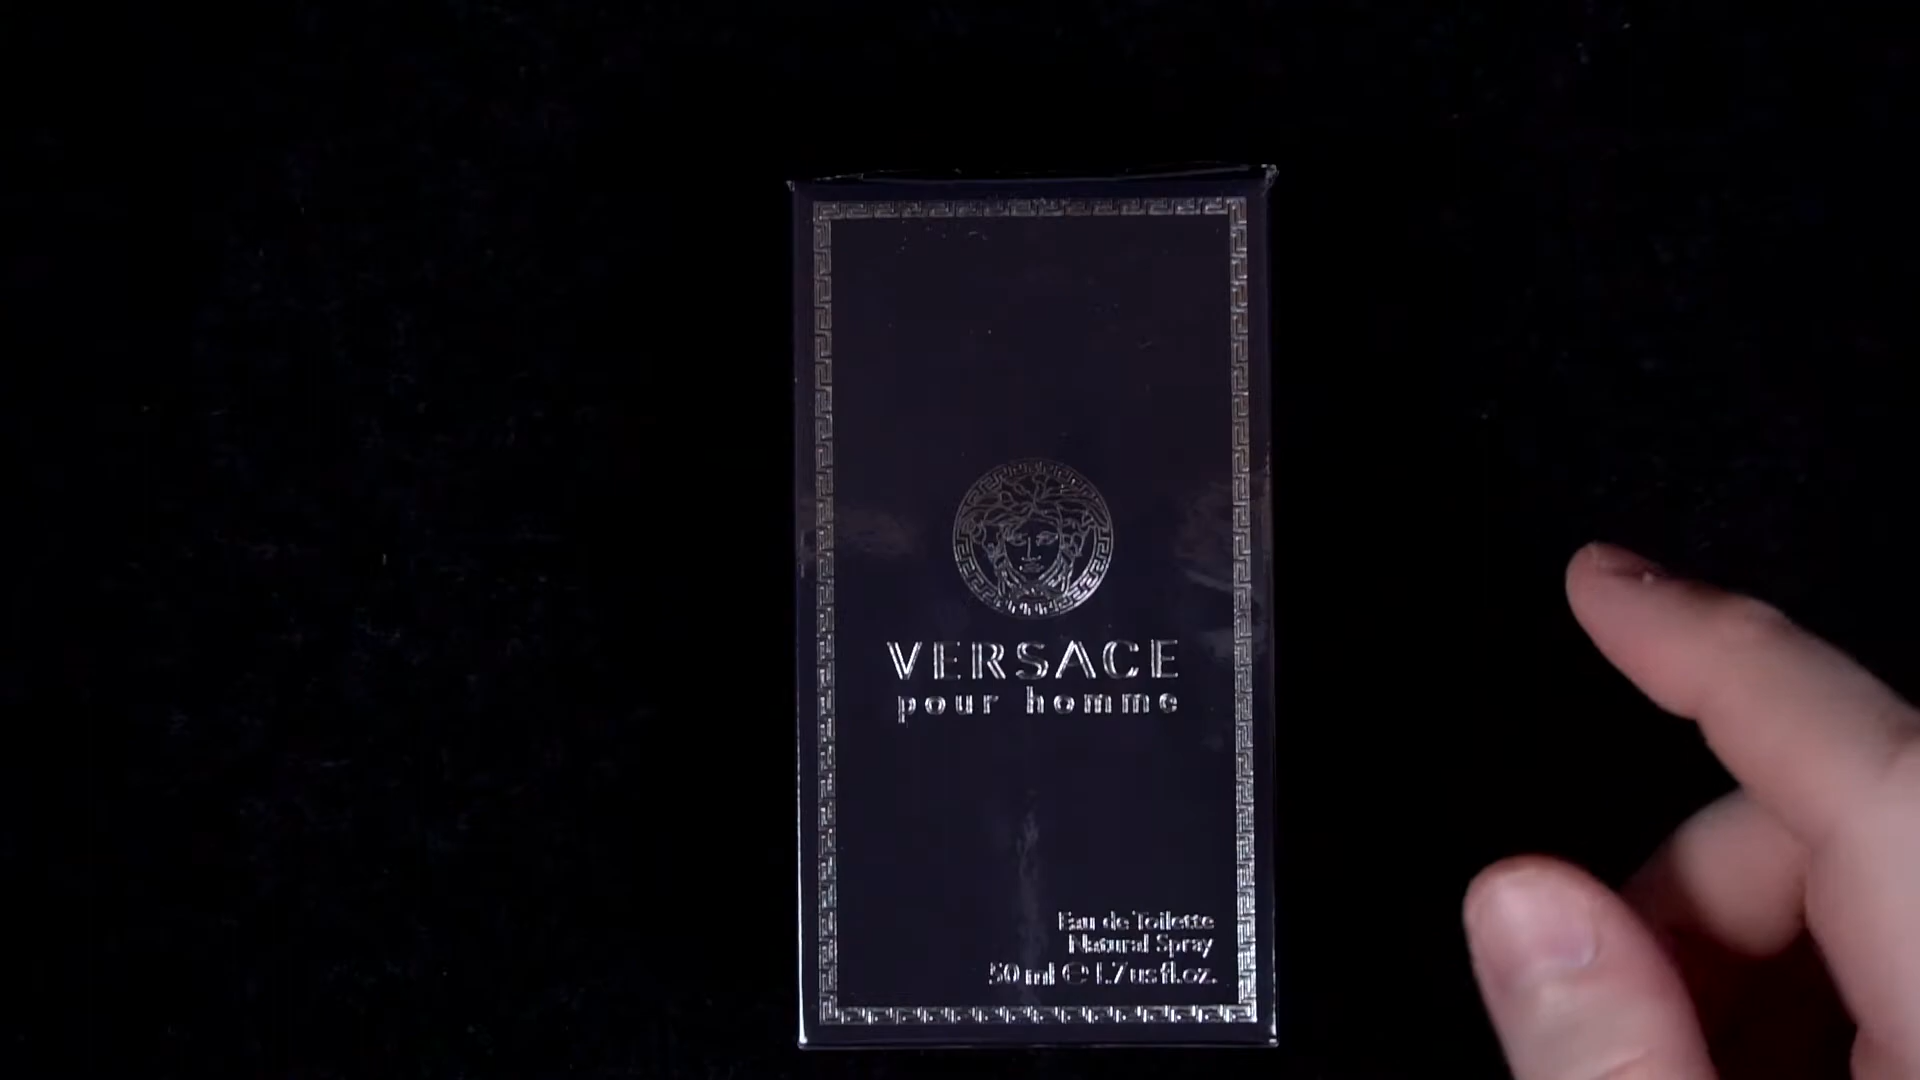 VERSACE
pour homme
Eau de Toilette
Natural Spray
50 ml ℮ 1.7 us fl.oz.